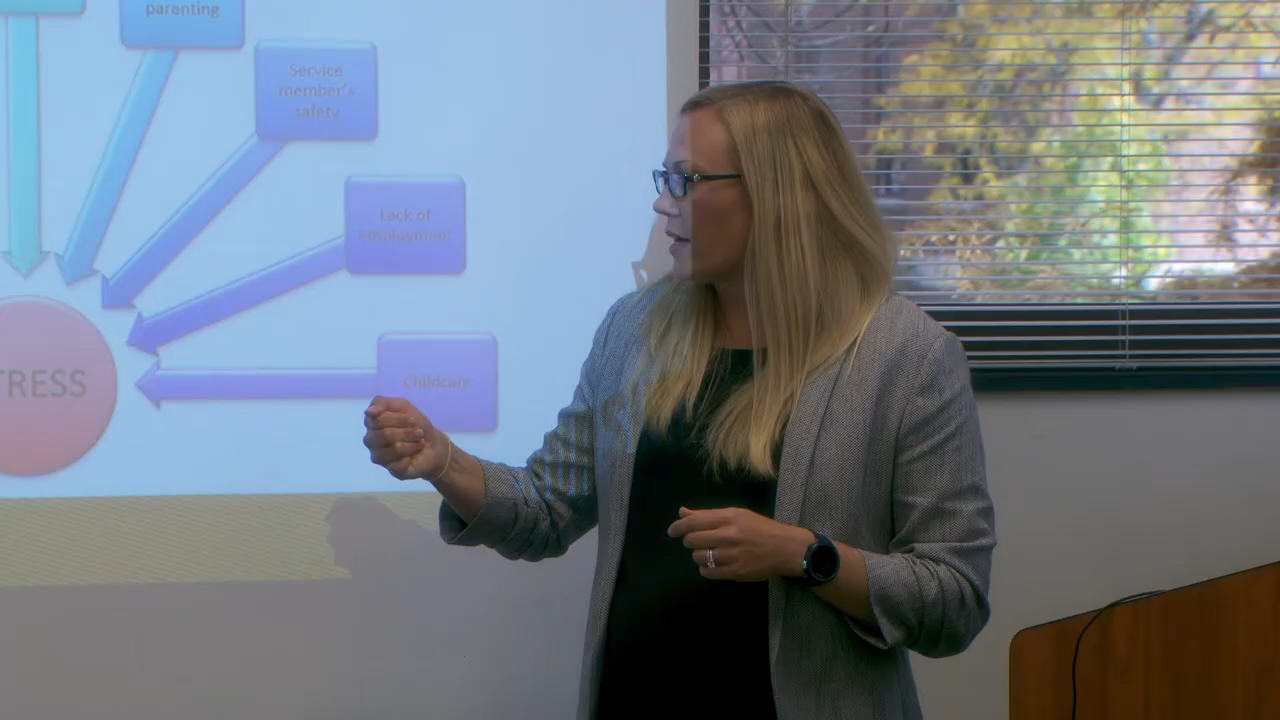 parenting
Service
member's
safety
Lack of
employment
Childcare
TRESS